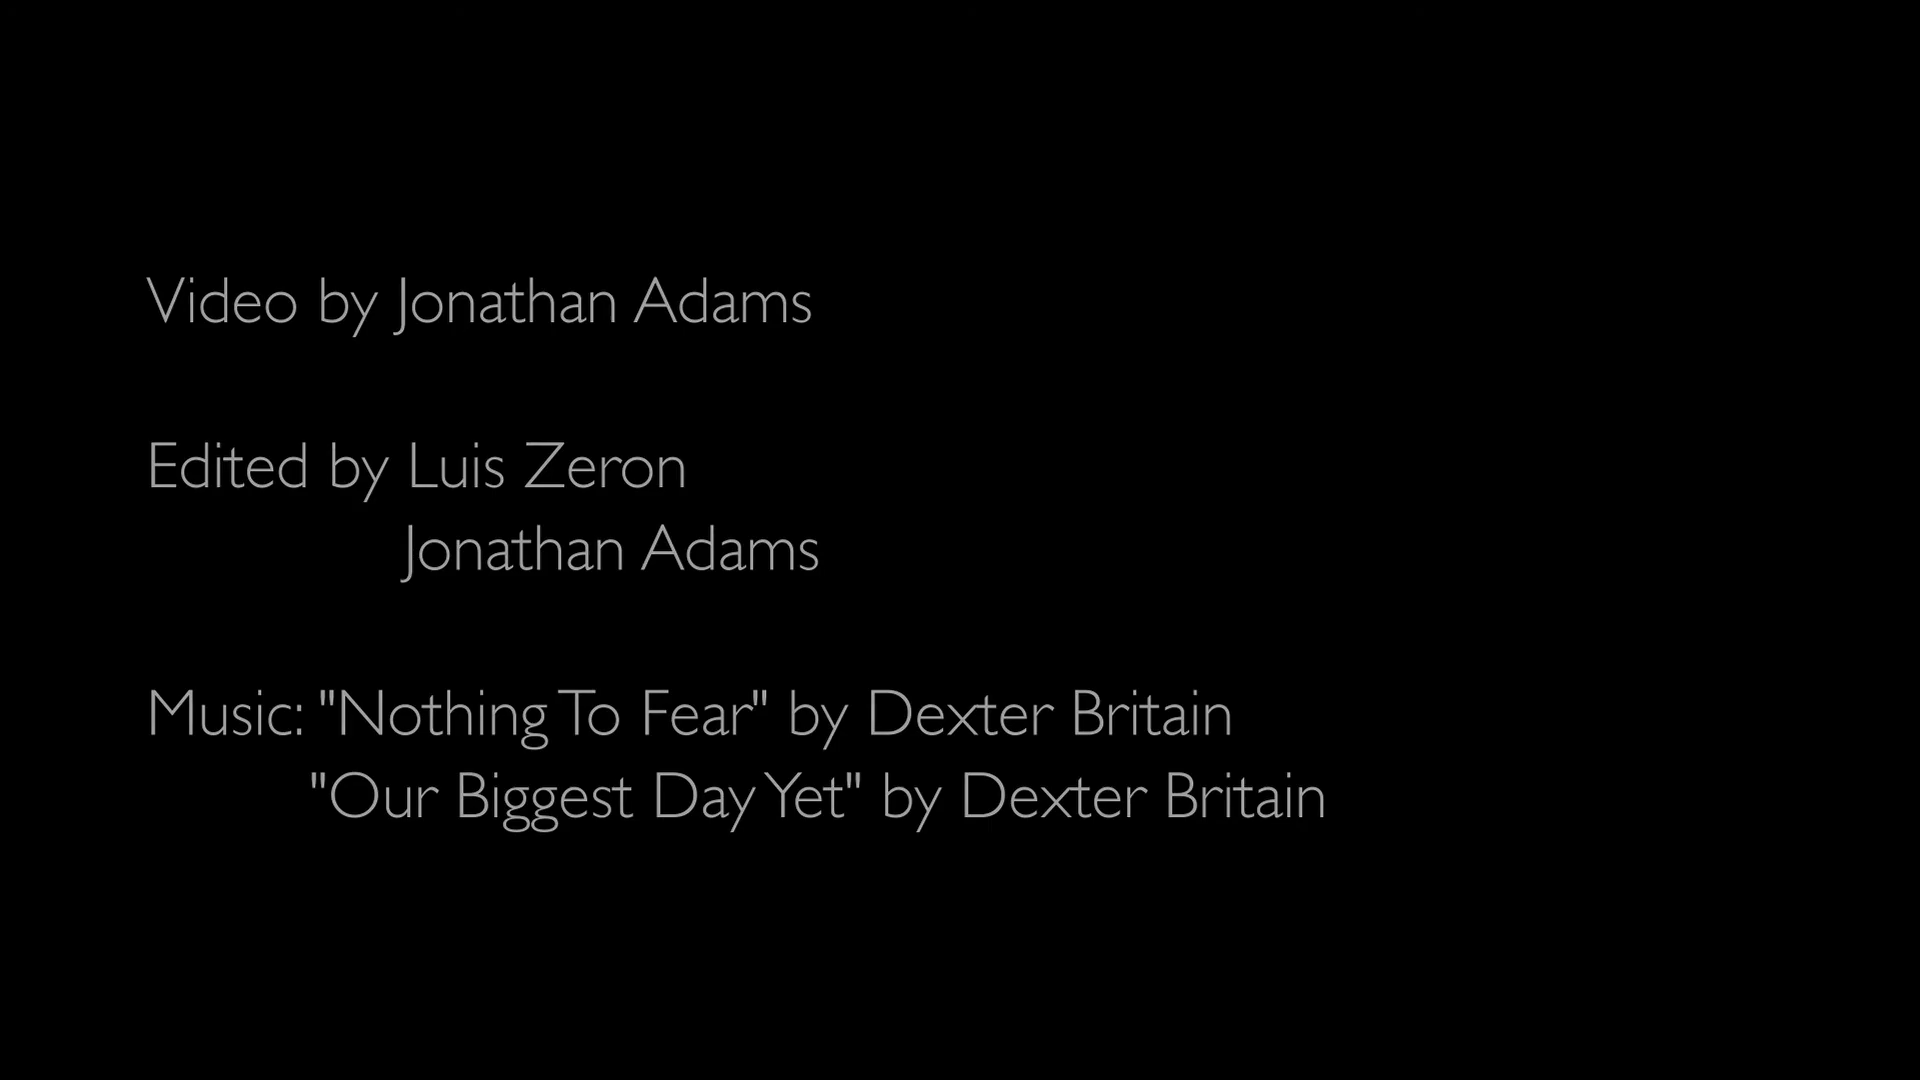 Video by Jonathan Adams
Edited by Luis Zeron
Jonathan Adams
Music: "Nothing To Fear" by Dexter Britain
"Our Biggest Day Yet" by Dexter Britain